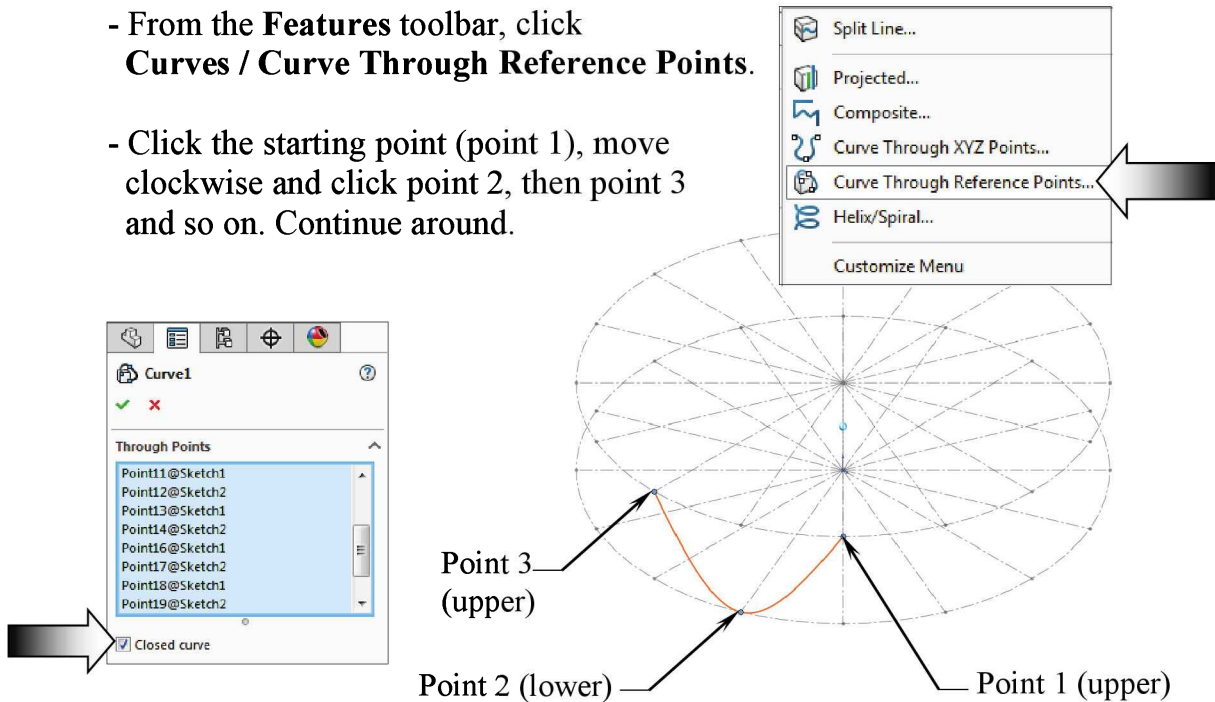 - From the Features toolbar, click
Curves / Curve Through Reference Points.
- Click the starting point (point 1), move
clockwise and click point 2, then point 3
and so on. Continue around.
Split Line...
Projected...
Composite...
Curve Through XYZ Points...
Curve Through Reference Points...
Helix/Spiral...
Customize Menu
Curve1
?
Through Points
Point11@Sketch1
Point12@Sketch2
Point13@Sketch1
Point14@Sketch2
Point16@Sketch1
Point17@Sketch2
Point18@Sketch1
Point19@Sketch2
Closed curve
Point 3
(upper)
Point 2 (lower)
Point 1 (upper)